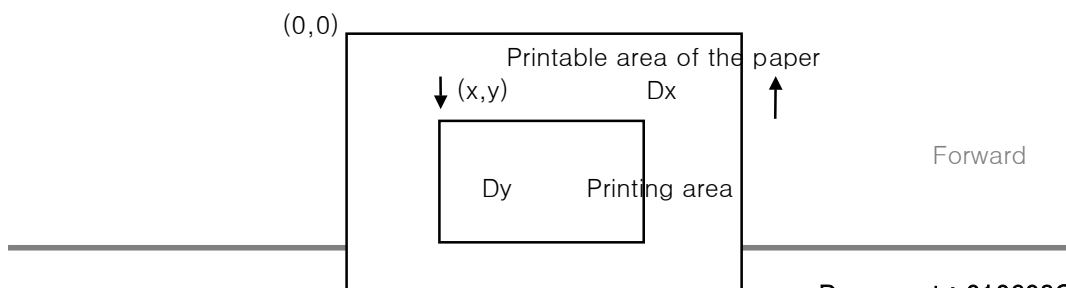 (0,0)
Printable area of the paper
(x,y) Dx
Forward
Dy Printing area